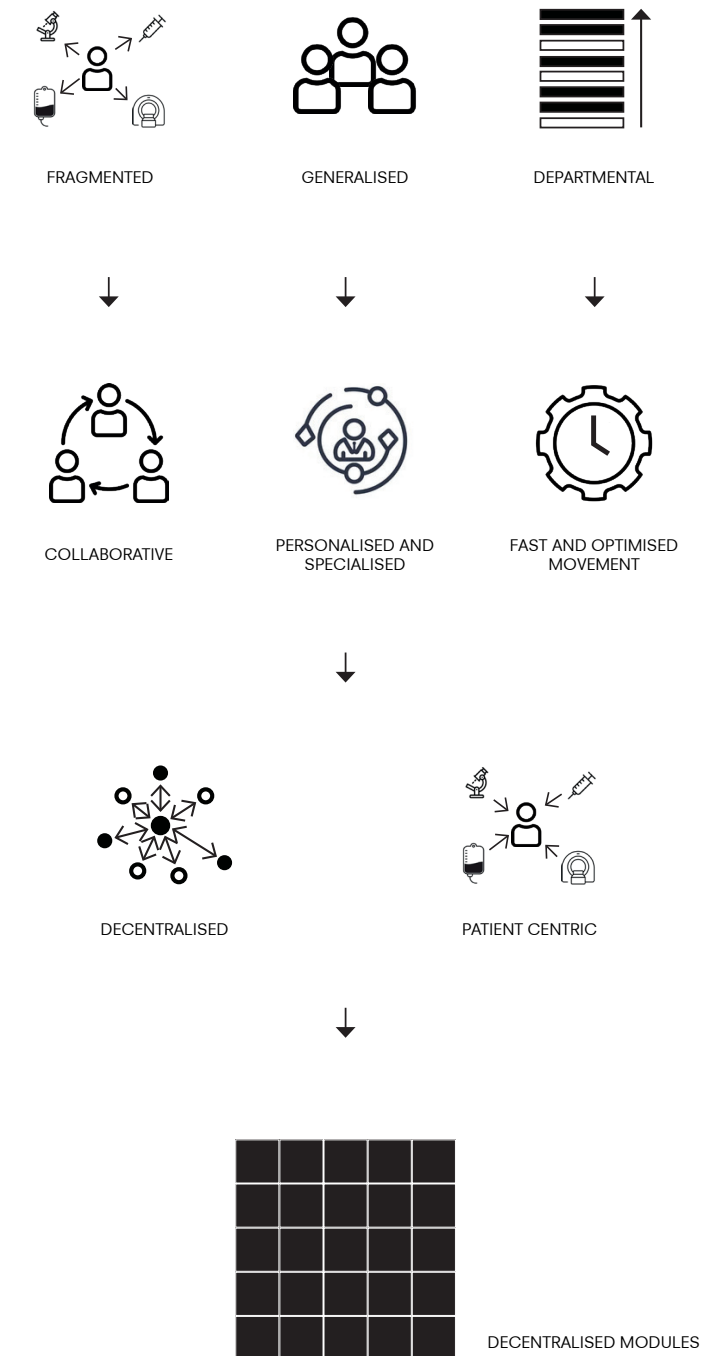 FRAGMENTED
GENERALISED
DEPARTMENTAL
COLLABORATIVE
PERSONALISED AND
SPECIALISED
FAST AND OPTIMISED
MOVEMENT
DECENTRALISED
PATIENT CENTRIC
DECENTRALISED MODULES